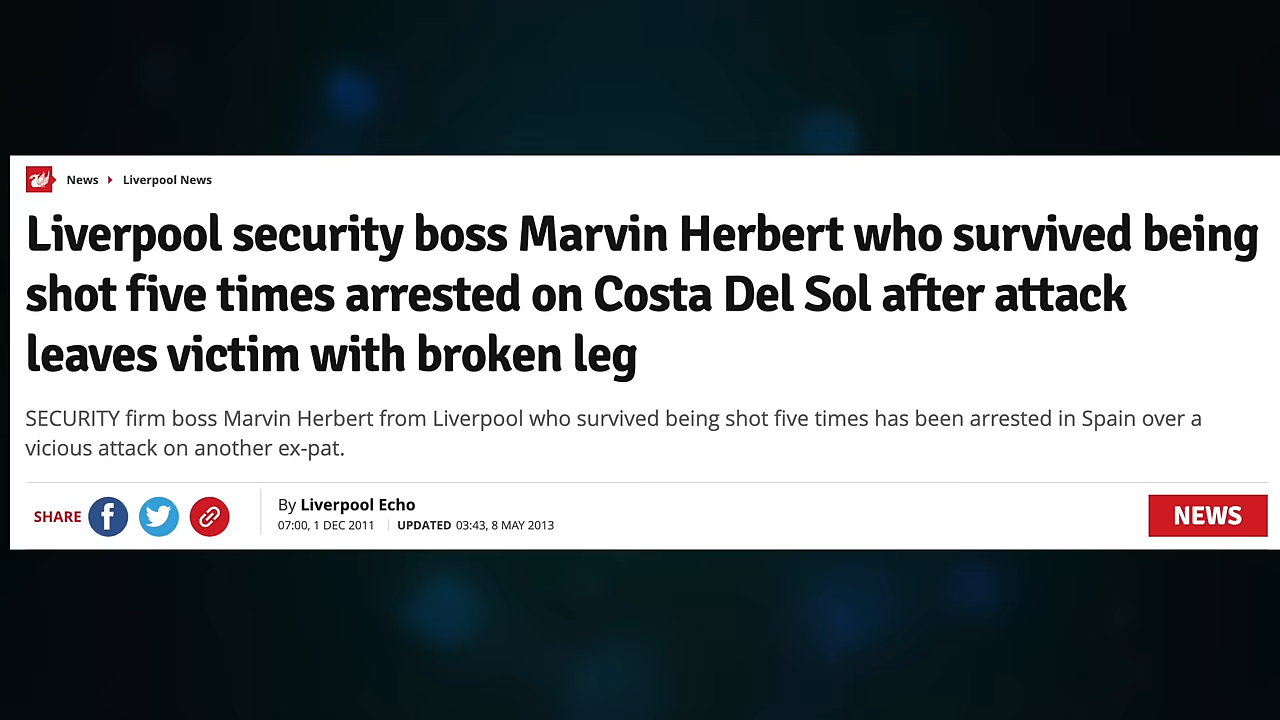 News Liverpool News
Liverpool security boss Marvin Herbert who survived being
shot five times arrested on Costa Del Sol after attack
leaves victim with broken leg
SECURITY firm boss Marvin Herbert from Liverpool who survived being shot five times has been arrested in Spain over a
vicious attack on another ex-pat.
SHARE
By Liverpool Echo
07:00, 1 DEC 2011 UPDATED 03:43, 8 MAY 2013
NEWS